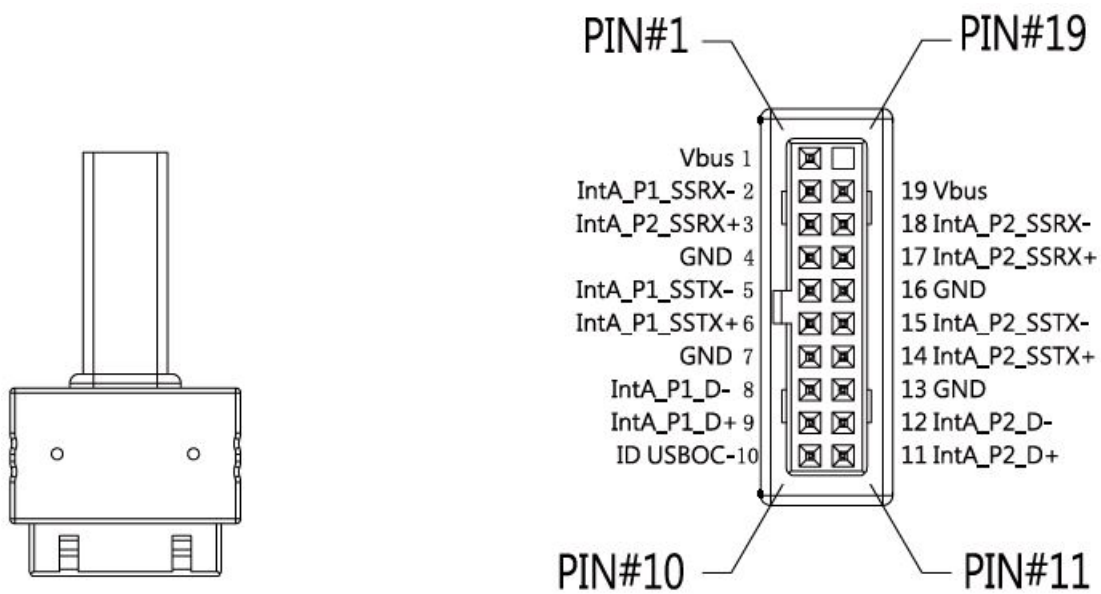 PIN#1
PIN#19
Vbus 1
IntA_P1_SSRX- 2
19 Vbus
IntA_P2_SSRX+3
18 IntA_P2_SSRX-
GND 4
17 IntA_P2_SSRX+
IntA_P1_SSTX- 5
16 GND
IntA_P1_SSTX+6
15 IntA_P2_SSTX-
GND 7
14 IntA_P2_SSTX+
IntA_P1_D- 8
13 GND
IntA_P1_D+ 9
12 IntA_P2_D-
ID USBOC-10
11 IntA_P2_D+
PIN#10
PIN#11